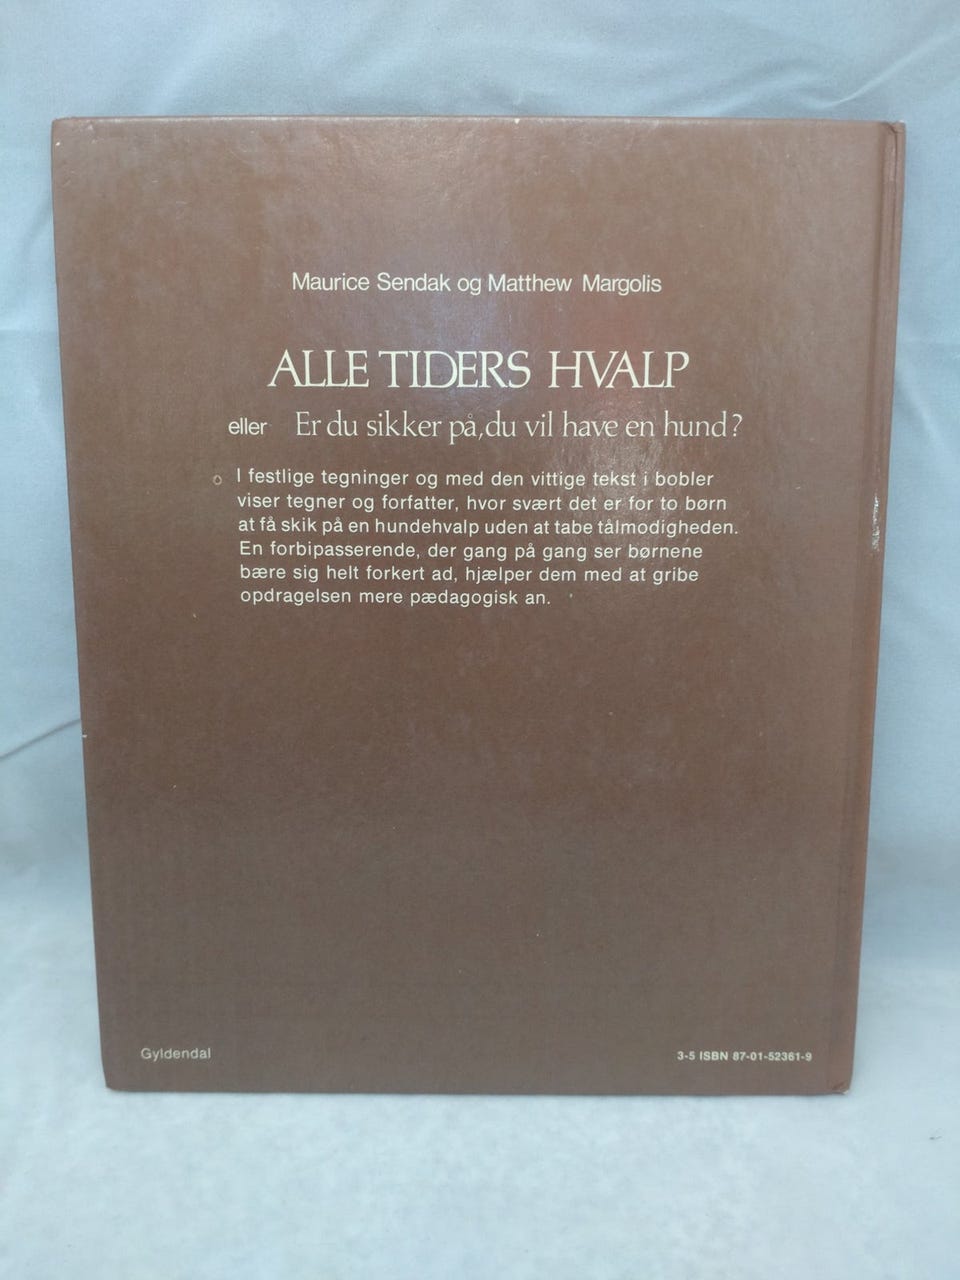 Maurice Sendak og Matthew Margolis
ALLE TIDERS HVALP
eller Er du sikker på, du vil have en hund?
I festlige tegninger og med den vittige tekst i bobler
viser tegner og forfatter, hvor svært det er for to børn
at få skik på en hundehvalp uden at tabe tålmodigheden.
En forbipasserende, der gang på gang ser børnene
bære sig helt forkert ad, hjælper dem med at gribe
opdragelsen mere pædagogisk an.
Gyldendal
3-5 ISBN 87-01-52361-9